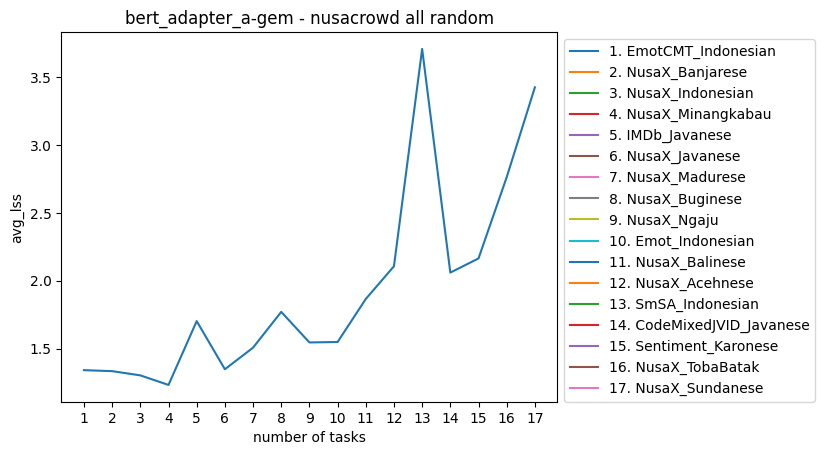 bert_adapter_a-gem - nusacrowd all random
avg_lss
3.5
3.0
2.5
2.0
1.5
1 2 3 4 5 6 7 8 9 10 11 12 13 14 15 16 17
number of tasks
1. EmotCMT_Indonesian
2. NusaX_Banjarese
3. NusaX_Indonesian
4. NusaX_Minangkabau
5. IMDb_Javanese
6. NusaX_Javanese
7. NusaX_Madurese
8. NusaX_Buginese
9. NusaX_Ngaju
10. Emot_Indonesian
11. NusaX_Balinese
12. NusaX_Acehnese
13. SmSA_Indonesian
14. CodeMixedJVID_Javanese
15. Sentiment_Karonese
16. NusaX_TobaBatak
17. NusaX_Sundanese